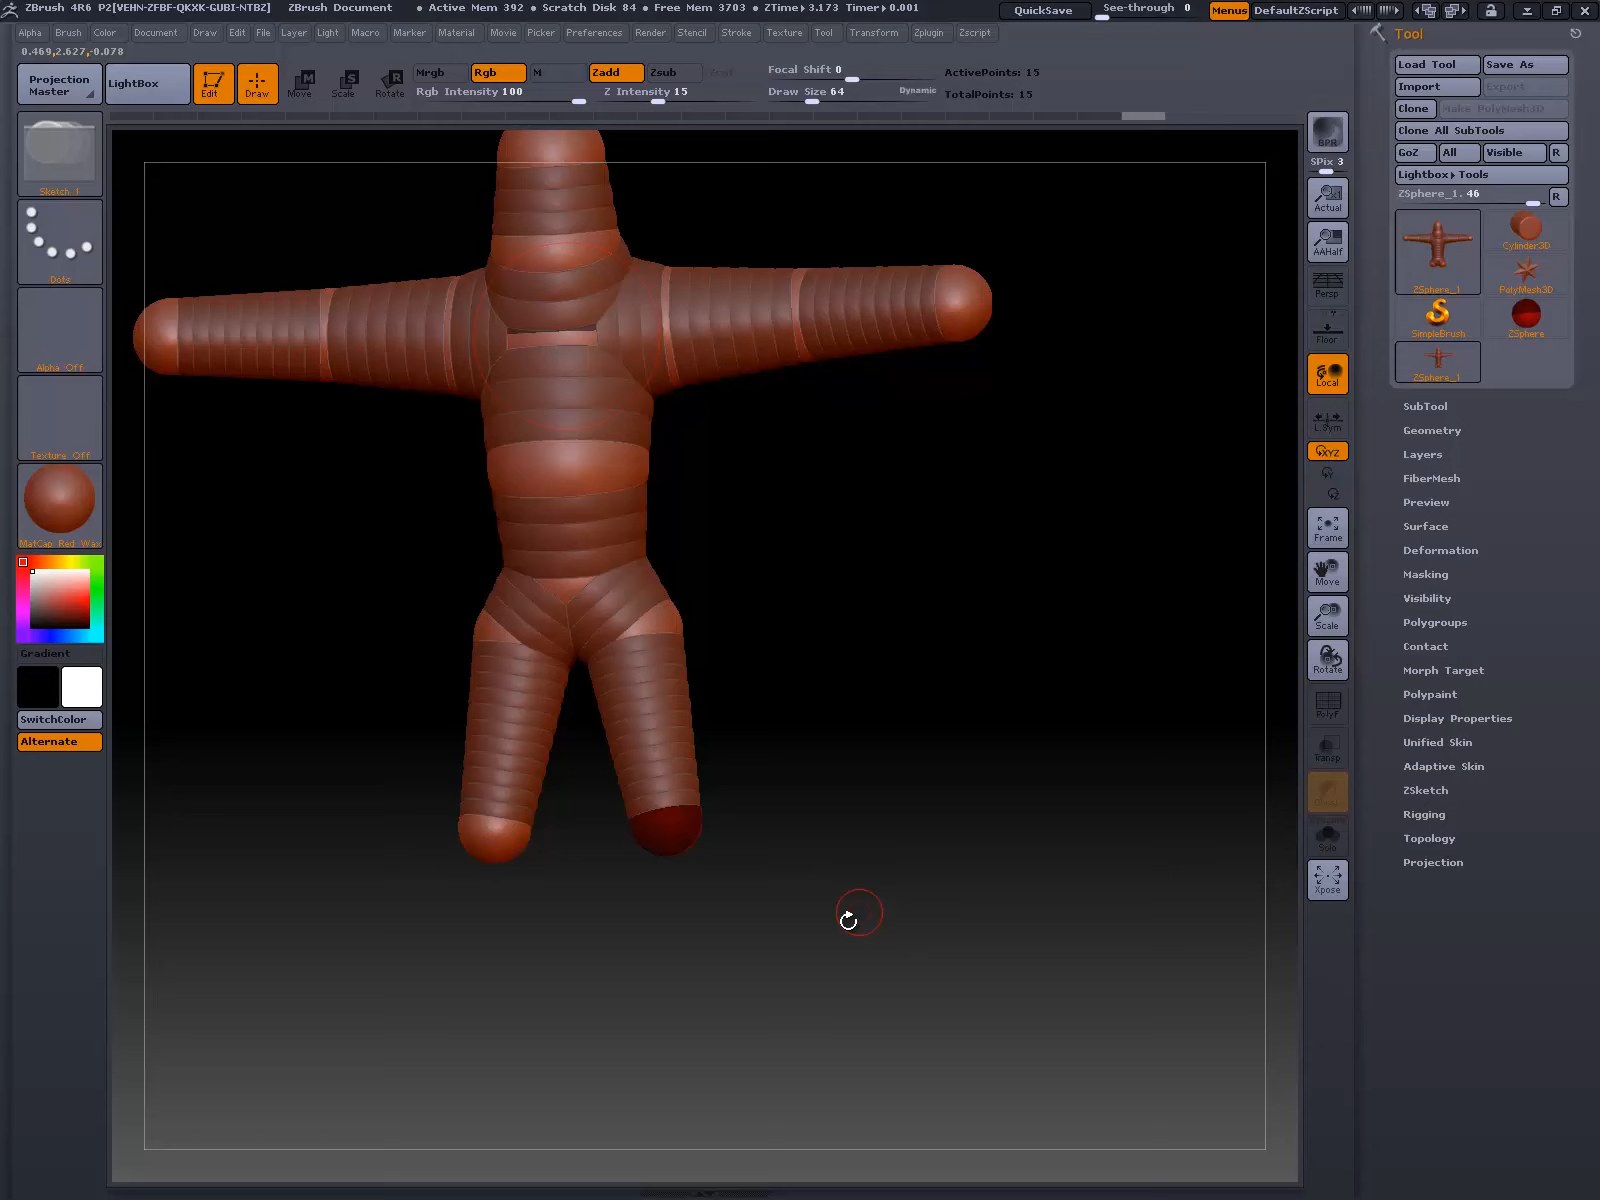 ZBrush 4R6 P2[VEHN-ZFBF-QKXK-GUBI-NTBZ] ZBrush Document • Active Mem 392 • Scratch Disk 84 • Free Mem 3703 • ZTime▸3.173 Timer▸0.001 QuickSave See-through 0 Menus DefaultZScript
Alpha Brush Color Document Draw Edit File Layer Light Macro Marker Material Movie Picker Preferences Render Stencil Stroke Texture Tool Transform Zplugin Zscript
0.469,2.627,-0.078
Projection Master
LightBox
Edit
Draw
Move
Scale
Rotate
Mrgb Rgb M
Rgb Intensity 100
Zadd Zsub
Z Intensity 15
Focal Shift 0
Draw Size 64 Dynamic
ActivePoints: 15
TotalPoints: 15
Sketch 1
Dots
Alpha Off
Texture Off
MatCap Red Wax
Gradient
SwitchColor
Alternate
BPR
SPix 3
Actual
AAHalf
Persp
Floor
Local
L.Sym
XYZ
Frame
Move
Scale
Rotate
PolyF
Transp
Solo
Xpose
Tool
Load Tool Save As
Import Export
Clone Make PolyMesh3D
Clone All SubTools
GoZ All Visible R
Lightbox▸Tools
ZSphere_1. 46 R
ZSphere_1
Cylinder3D
PolyMesh3D
SimpleBrush
ZSphere
ZSphere_1
SubTool
Geometry
Layers
FiberMesh
Preview
Surface
Deformation
Masking
Visibility
Polygroups
Contact
Morph Target
Polypaint
Display Properties
Unified Skin
Adaptive Skin
ZSketch
Rigging
Topology
Projection